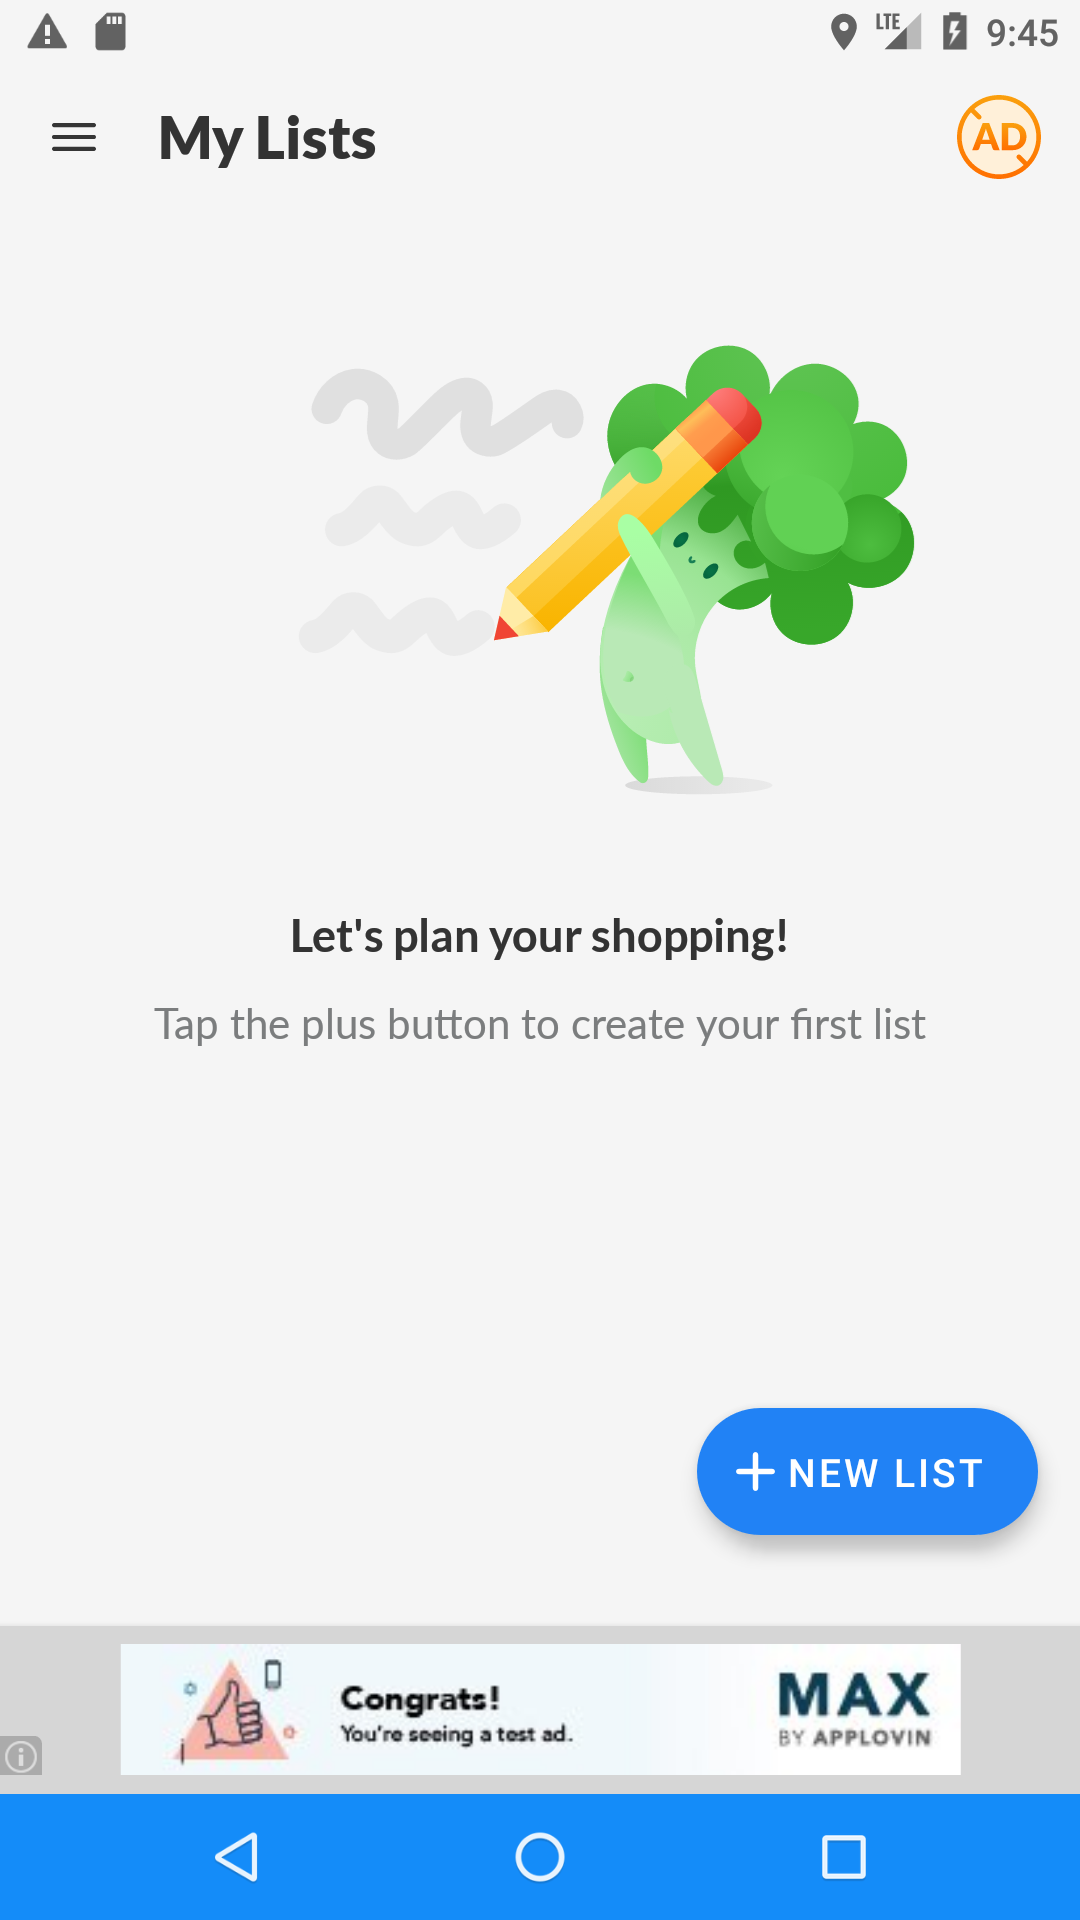 LTE 9:45
My Lists
AD
Let's plan your shopping!
Tap the plus button to create your first list
NEW LIST
Congrats!
You're seeing a test ad.
MAX
BY APPLOVIN